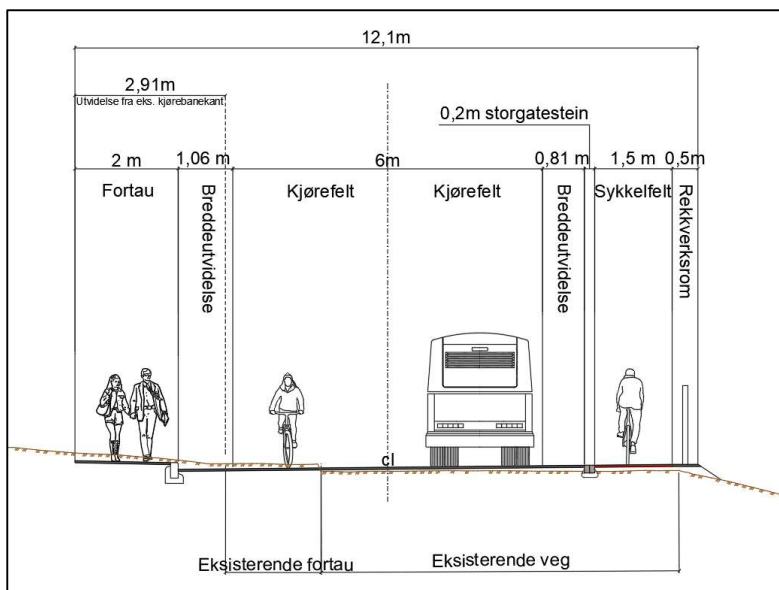 12,1m
2,91m
Utvidelse fra eks. kjørebanekant
0,2m storgatestein
2 m
1,06 m
6m
0,81 m
1,5 m
0,5m
Fortau
Breddeutvidelse
Kjørefelt
Kjørefelt
Breddeutvidelse
Sykkelfelt
Rekkverksrom
cl
Eksisterende fortau
Eksisterende veg